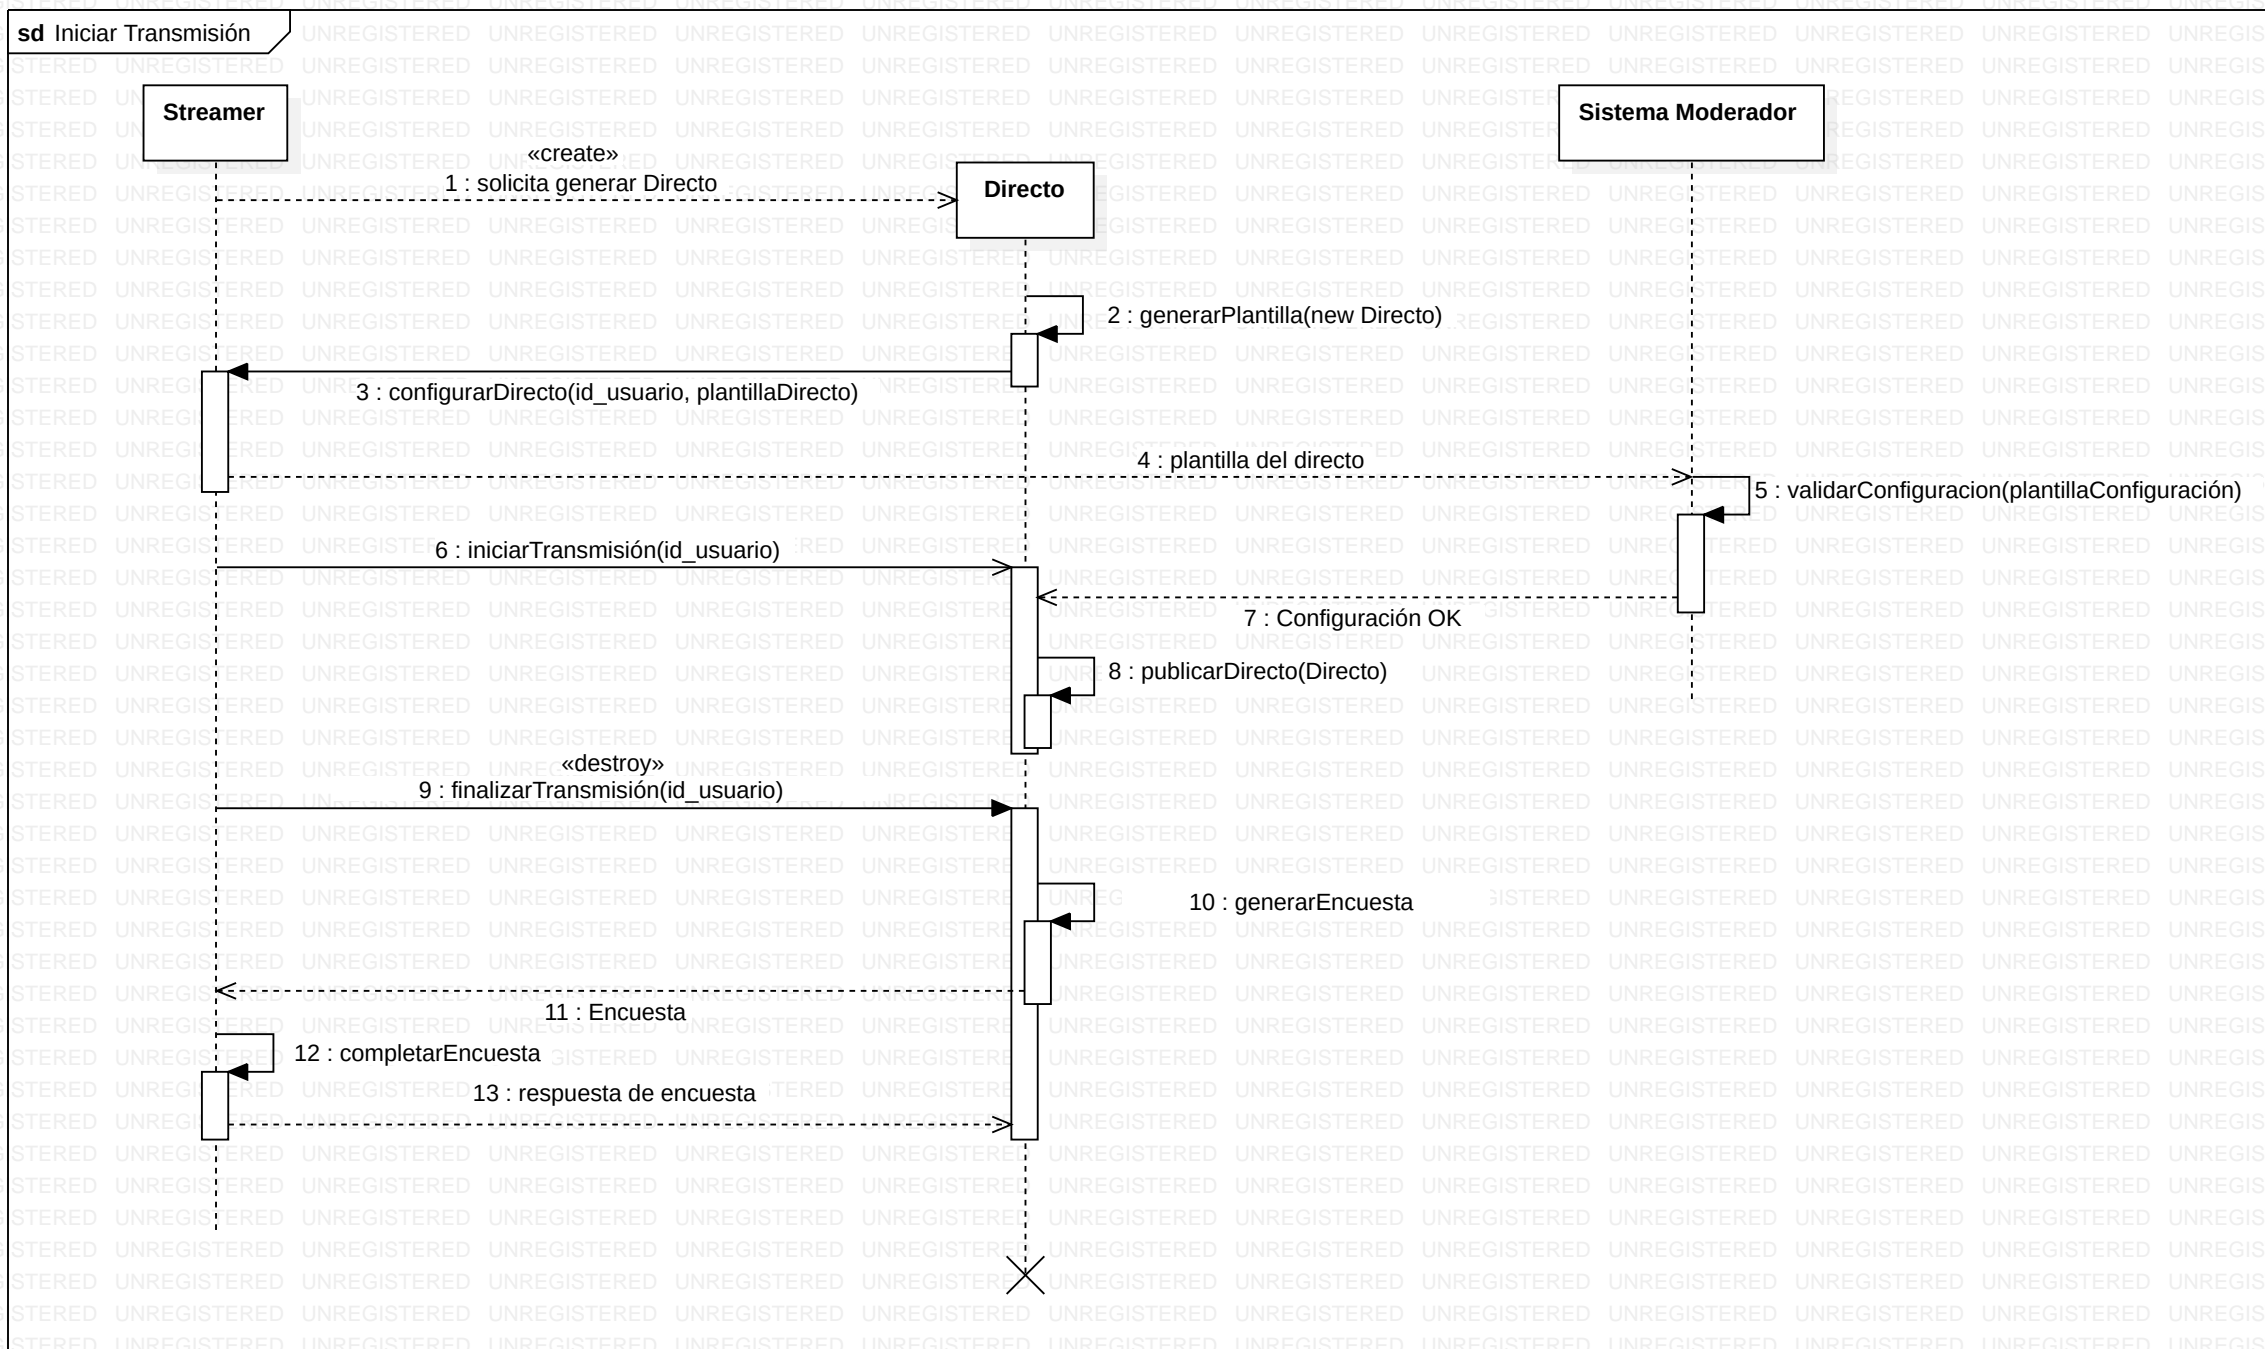 sd Iniciar Transmisión
Streamer
Sistema Moderador
«create»
1 : solicita generar Directo
Directo
2 : generarPlantilla(new Directo)
3 : configurarDirecto(id_usuario, plantillaDirecto)
4 : plantilla del directo
5 : validarConfiguracion(plantillaConfiguración)
6 : iniciarTransmisión(id_usuario)
7 : Configuración OK
8 : publicarDirecto(Directo)
«destroy»
9 : finalizarTransmisión(id_usuario)
10 : generarEncuesta
11 : Encuesta
12 : completarEncuesta
13 : respuesta de encuesta
UNREGISTERED